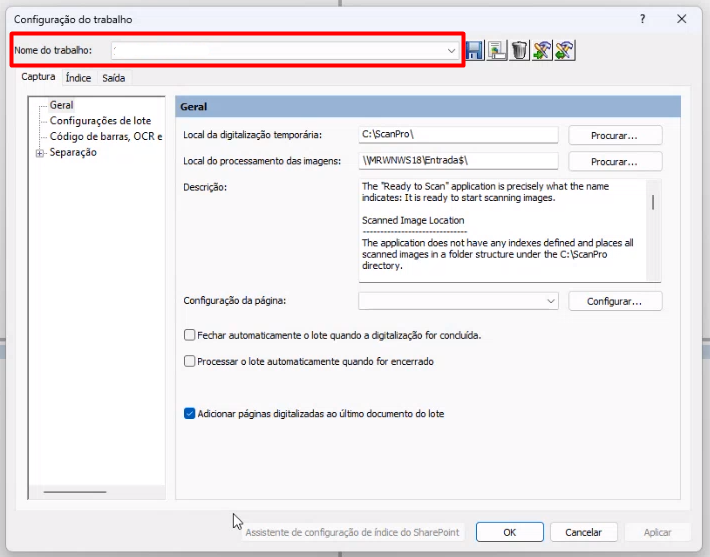 Configuração do trabalho
Nome do trabalho:
Captura Índice Saída
Geral
Configurações de lote
Código de barras, OCR e
Separação
Geral
Local da digitalização temporária: C:\ScanPro\ Procurar...
Local do processamento das imagens: \\MRWNWS18\Entrada$\ Procurar...
Descrição:
The "Ready to Scan" application is precisely what the name
indicates: It is ready to start scanning images.
Scanned Image Location
------------------------------
The application does not have any indexes defined and places all
scanned images in a folder structure under the C:\ScanPro
directory.
Configuração da página: Configurar...
Fechar automaticamente o lote quando a digitalização for concluída.
Processar o lote automaticamente quando for encerrado
Adicionar páginas digitalizadas ao último documento do lote
Assistente de configuração de índice do SharePoint OK Cancelar Aplicar